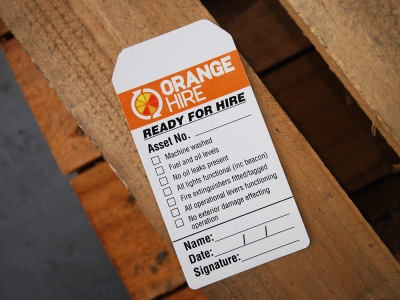 ORANGE
HIRE
READY FOR HIRE
Asset No.
Machine washed
Fuel and oil levels
No oil leaks present
All lights functional (inc beacon)
Fire extinguishers fitted/tagged
All operational levers functioning
No exterior damage effecting
operation
Name:
Date: / /
Signature: